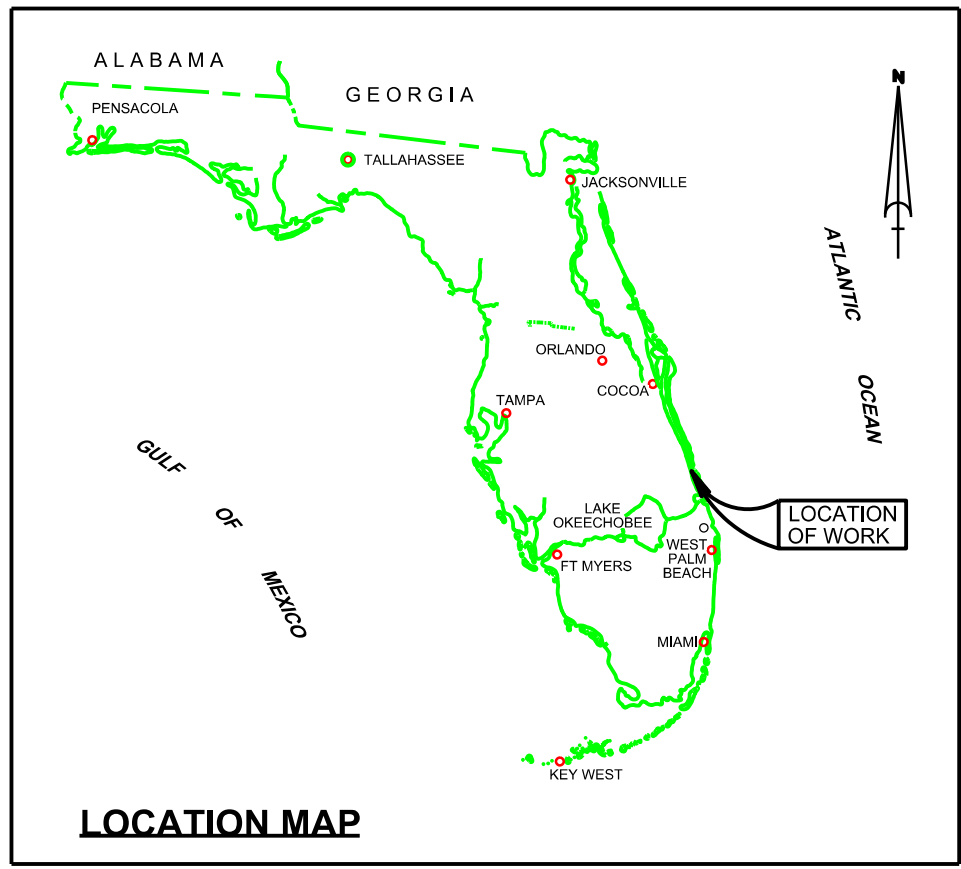 ALABAMA
GEORGIA
N
PENSACOLA
TALLAHASSEE
JACKSONVILLE
ATLANTIC
OCEAN
ORLANDO
COCOA
TAMPA
GULF
OF
MEXICO
LAKE
OKEECHOBEE
LOCATION
OF WORK
WEST
PALM
BEACH
FT MYERS
MIAMI
KEY WEST
LOCATION MAP